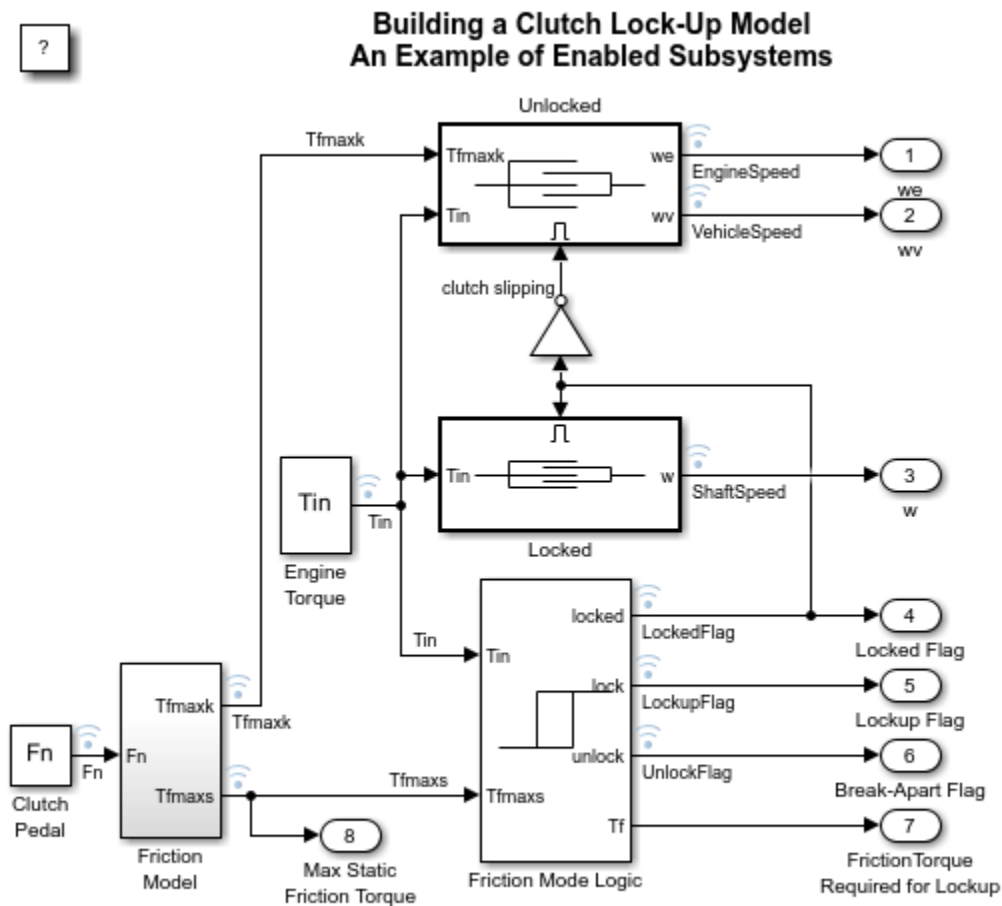 Building a Clutch Lock-Up Model
An Example of Enabled Subsystems
?
Unlocked
Tfmaxk
Tfmaxk
we
EngineSpeed
1
we
Tin
wv
VehicleSpeed
2
wv
clutch slipping
Tin
w
ShaftSpeed
3
w
Locked
Tin
Tin
Engine
Torque
locked
LockedFlag
4
Locked Flag
Tin
Tin
lock
LockupFlag
5
Lockup Flag
Tfmaxk
Tfmaxk
unlock
UnlockFlag
6
Break-Apart Flag
Fn
Fn
Fn
Clutch
Pedal
Tfmaxs
Tfmaxs
Tfmaxs
Tf
7
FrictionTorque
Required for Lockup
8
Max Static
Friction Torque
Friction
Model
Friction Mode Logic